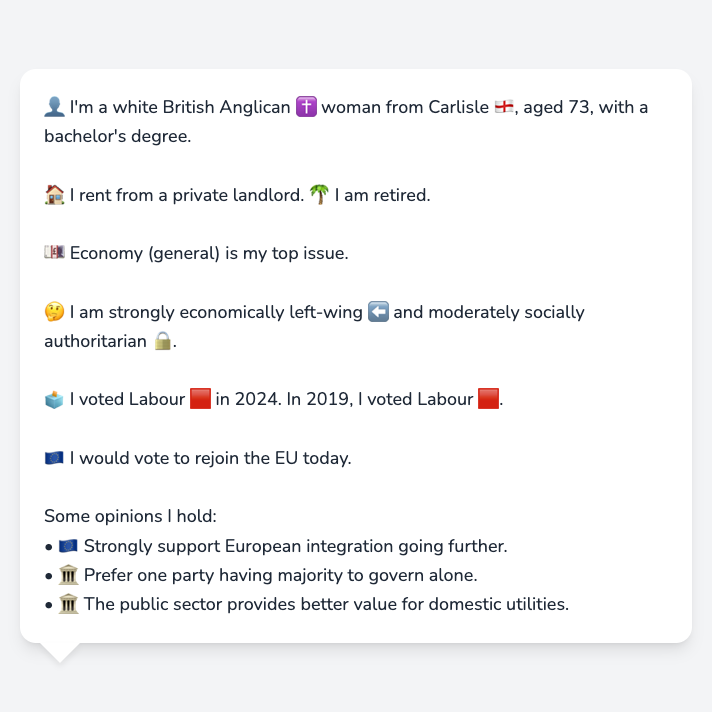 👤 I'm a white British Anglican ✝️ woman from Carlisle 🏴󠁧󠁢󠁥󠁮󠁧󠁿, aged 73, with a
bachelor's degree.
🏠 I rent from a private landlord. 🌴 I am retired.
💷 Economy (general) is my top issue.
🤔 I am strongly economically left-wing ⬅️ and moderately socially
authoritarian 🔒.
🗳️ I voted Labour 🟥 in 2024. In 2019, I voted Labour 🟥.
🇪🇺 I would vote to rejoin the EU today.
Some opinions I hold:
• 🇪🇺 Strongly support European integration going further.
• 🏛️ Prefer one party having majority to govern alone.
• 🏛️ The public sector provides better value for domestic utilities.